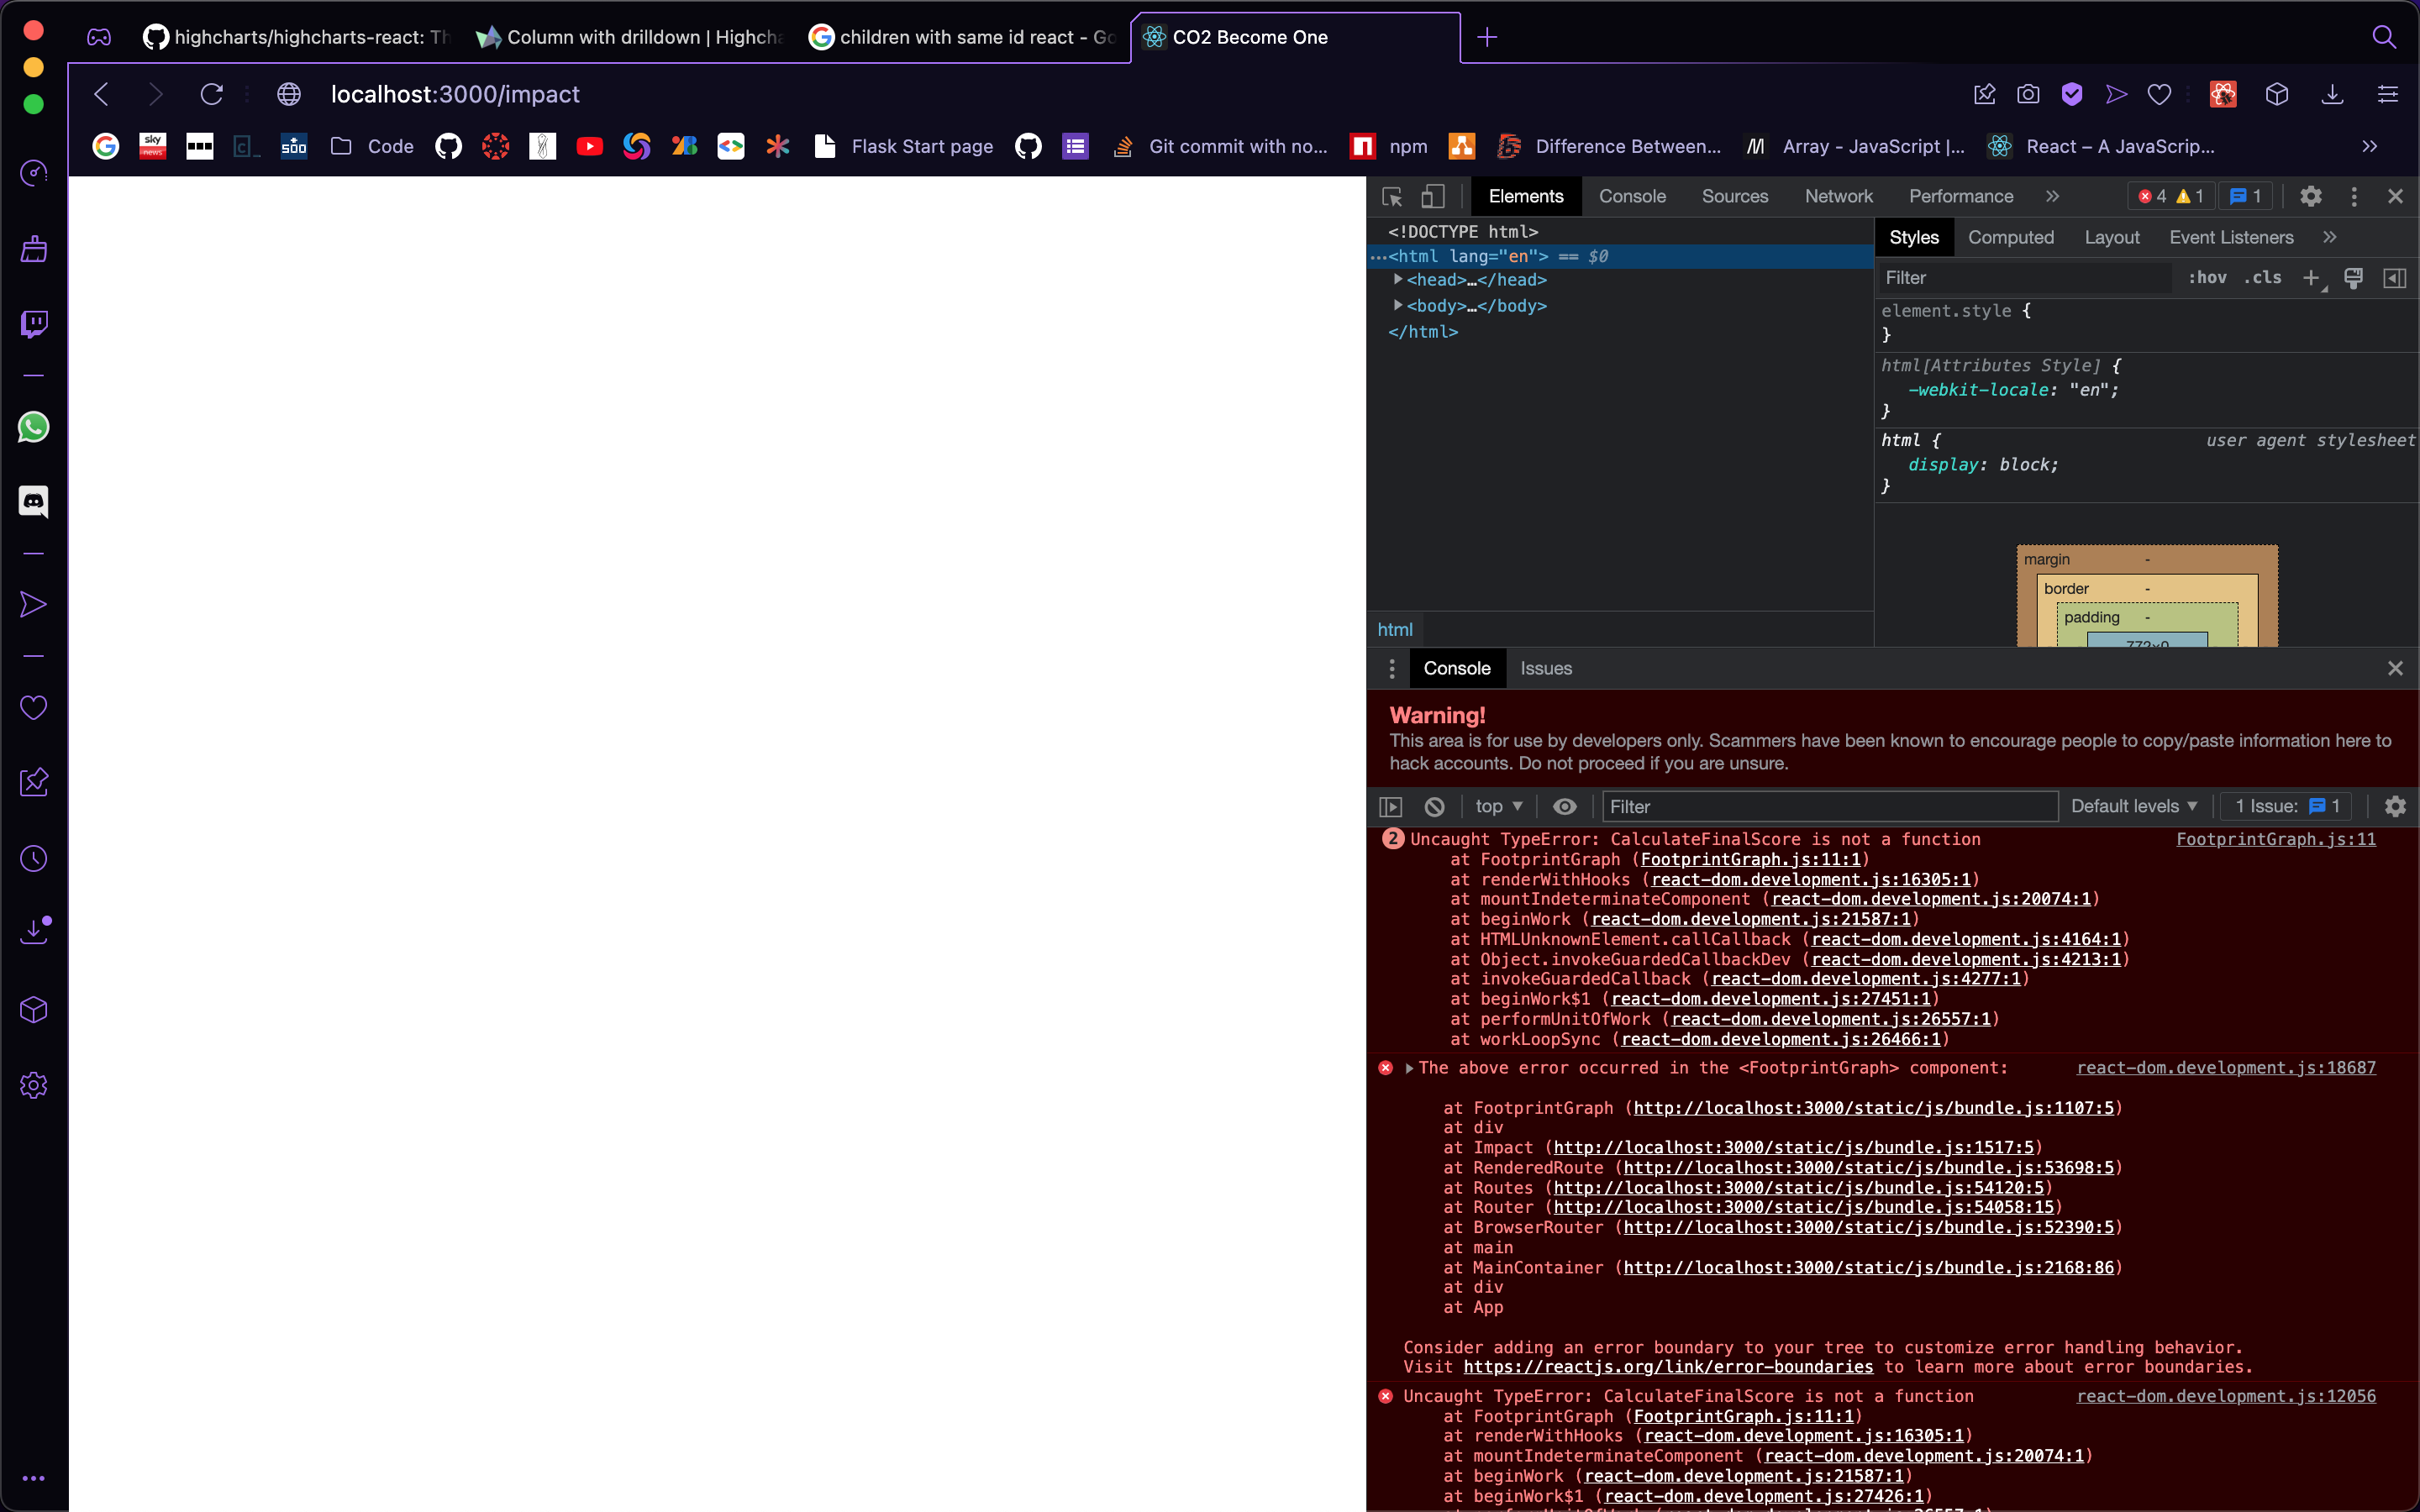 highcharts/highcharts-react: Th
Column with drilldown | Highcha
children with same id react - Go
CO2 Become One
localhost:3000/impact
sky
news
Code
Flask Start page
Git commit with no...
npm
Difference Between...
Array - JavaScript |...
React – A JavaScrip...
Elements
Console
Sources
Network
Performance
4
1
1
<!DOCTYPE html>
...<html lang="en"> == $0
<head>…</head>
<body>…</body>
</html>
html
Styles
Computed
Layout
Event Listeners
Filter
:hov
.cls
element.style {
}
html[Attributes Style] {
-webkit-locale: "en";
}
html {
user agent stylesheet
display: block;
}
margin -
border -
padding -
Console
Issues
Warning!
This area is for use by developers only. Scammers have been known to encourage people to copy/paste information here to
hack accounts. Do not proceed if you are unsure.
top
Filter
Default levels
1 Issue: 1
2 Uncaught TypeError: CalculateFinalScore is not a function FootprintGraph.js:11
at FootprintGraph (FootprintGraph.js:11:1)
at renderWithHooks (react-dom.development.js:16305:1)
at mountIndeterminateComponent (react-dom.development.js:20074:1)
at beginWork (react-dom.development.js:21587:1)
at HTMLUnknownElement.callCallback (react-dom.development.js:4164:1)
at Object.invokeGuardedCallbackDev (react-dom.development.js:4213:1)
at invokeGuardedCallback (react-dom.development.js:4277:1)
at beginWork$1 (react-dom.development.js:27451:1)
at performUnitOfWork (react-dom.development.js:26557:1)
at workLoopSync (react-dom.development.js:26466:1)
The above error occurred in the <FootprintGraph> component: react-dom.development.js:18687
at FootprintGraph (http://localhost:3000/static/js/bundle.js:1107:5)
at div
at Impact (http://localhost:3000/static/js/bundle.js:1517:5)
at RenderedRoute (http://localhost:3000/static/js/bundle.js:53698:5)
at Routes (http://localhost:3000/static/js/bundle.js:54120:5)
at Router (http://localhost:3000/static/js/bundle.js:54058:15)
at BrowserRouter (http://localhost:3000/static/js/bundle.js:52390:5)
at main
at MainContainer (http://localhost:3000/static/js/bundle.js:2168:86)
at div
at App
Consider adding an error boundary to your tree to customize error handling behavior.
Visit https://reactjs.org/link/error-boundaries to learn more about error boundaries.
Uncaught TypeError: CalculateFinalScore is not a function react-dom.development.js:12056
at FootprintGraph (FootprintGraph.js:11:1)
at renderWithHooks (react-dom.development.js:16305:1)
at mountIndeterminateComponent (react-dom.development.js:20074:1)
at beginWork (react-dom.development.js:21587:1)
at beginWork$1 (react-dom.development.js:27426:1)